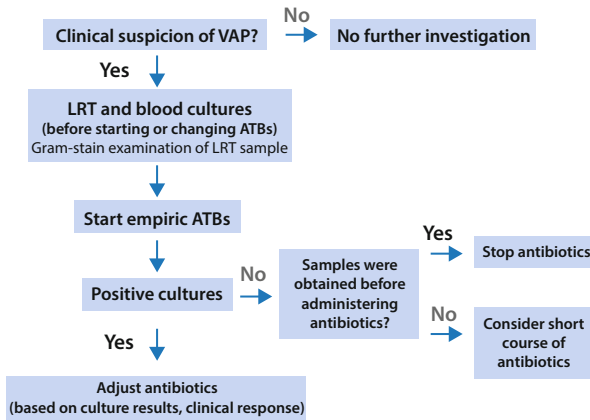 Clinical suspicion of VAP?
No
No further investigation
Yes
LRT and blood cultures
(before starting or changing ATBs)
Gram-stain examination of LRT sample
Start empiric ATBs
Positive cultures
No
Samples were
obtained before
administering
antibiotics?
Yes
Stop antibiotics
No
Consider short
course of
antibiotics
Yes
Adjust antibiotics
(based on culture results, clinical response)